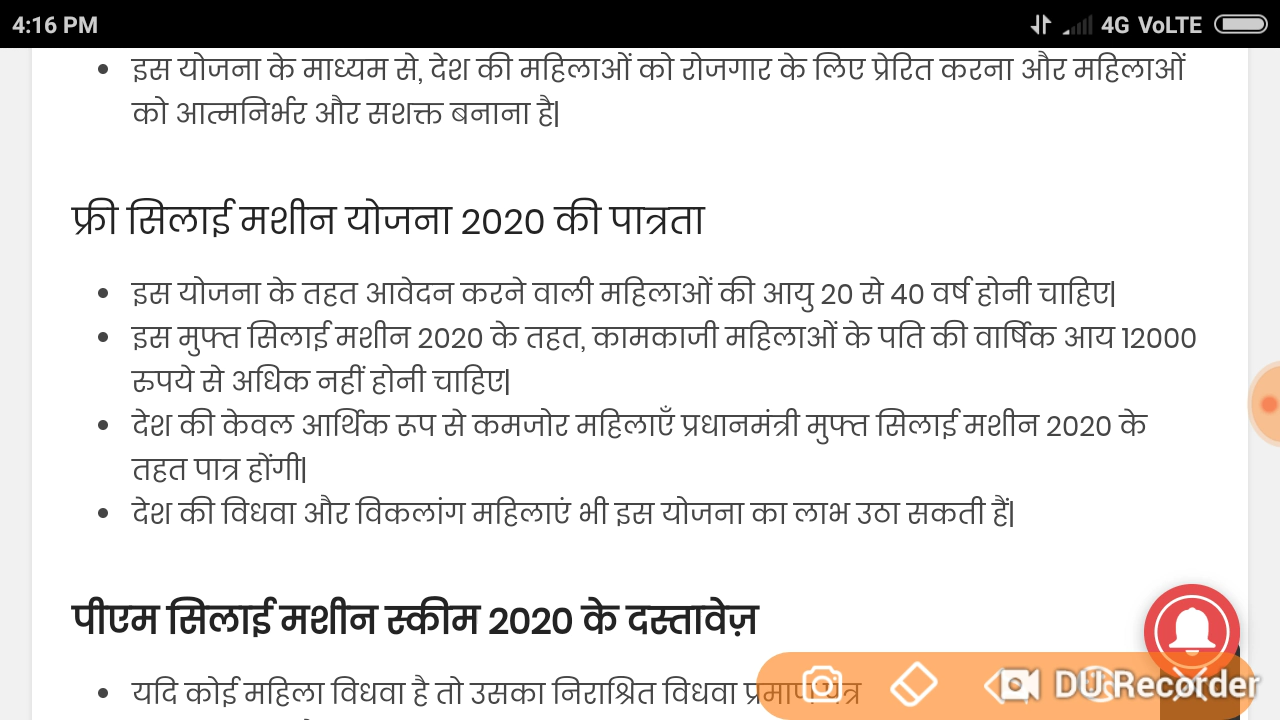 4:16 PM
4G VoLTE
इस योजना के माध्यम से, देश की महिलाओं को रोजगार के लिए प्रेरित करना और महिलाओं
को आत्मनिर्भर और सशक्त बनाना है|
फ्री सिलाई मशीन योजना 2020 की पात्रता
इस योजना के तहत आवेदन करने वाली महिलाओं की आयु 20 से 40 वर्ष होनी चाहिए|
इस मुफ्त सिलाई मशीन 2020 के तहत, कामकाजी महिलाओं के पति की वार्षिक आय 12000
रुपये से अधिक नहीं होनी चाहिए|
देश की केवल आर्थिक रूप से कमजोर महिलाएँ प्रधानमंत्री मुफ्त सिलाई मशीन 2020 के
तहत पात्र होंगी|
देश की विधवा और विकलांग महिलाएं भी इस योजना का लाभ उठा सकती हैं|
पीएम सिलाई मशीन स्कीम 2020 के दस्तावेज़
यदि कोई महिला विधवा है तो उसका निराश्रित विधवा प्रमाण पत्र
DU Recorder